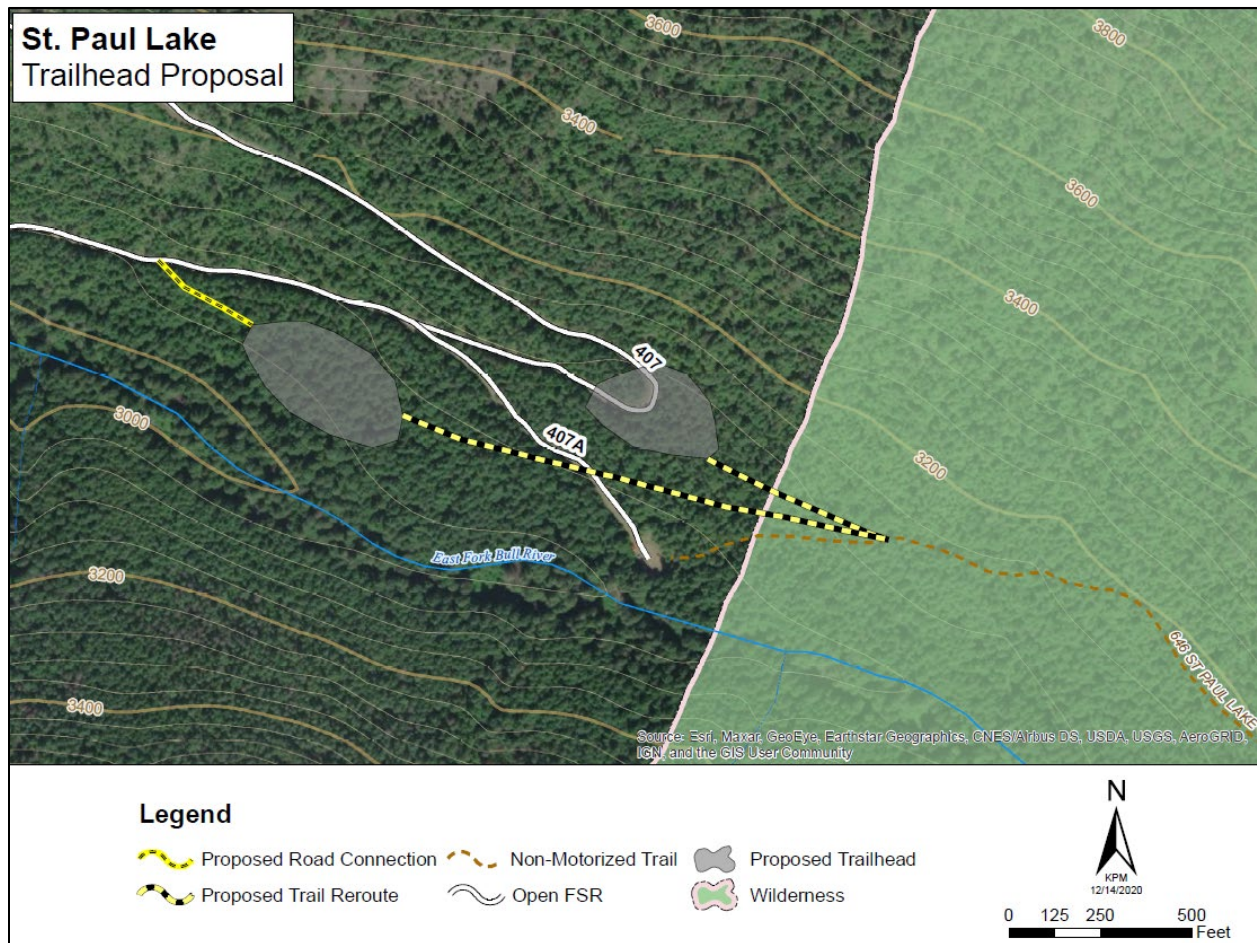 St. Paul Lake
Trailhead Proposal
3600
3800
3400
3600
3400
407
3000
407A
3200
East Fork Bull River
3200
646 ST PAUL LAKE
3400
Source: Esri, Maxar, GeoEye, Earthstar Geographics, CNES/Airbus DS, USDA, USGS, AeroGRID,
IGN, and the GIS User Community
Legend
Proposed Road Connection
Non-Motorized Trail
Proposed Trailhead
Proposed Trail Reroute
Open FSR
Wilderness
N
KPM
12/14/2020
0 125 250 500
Feet